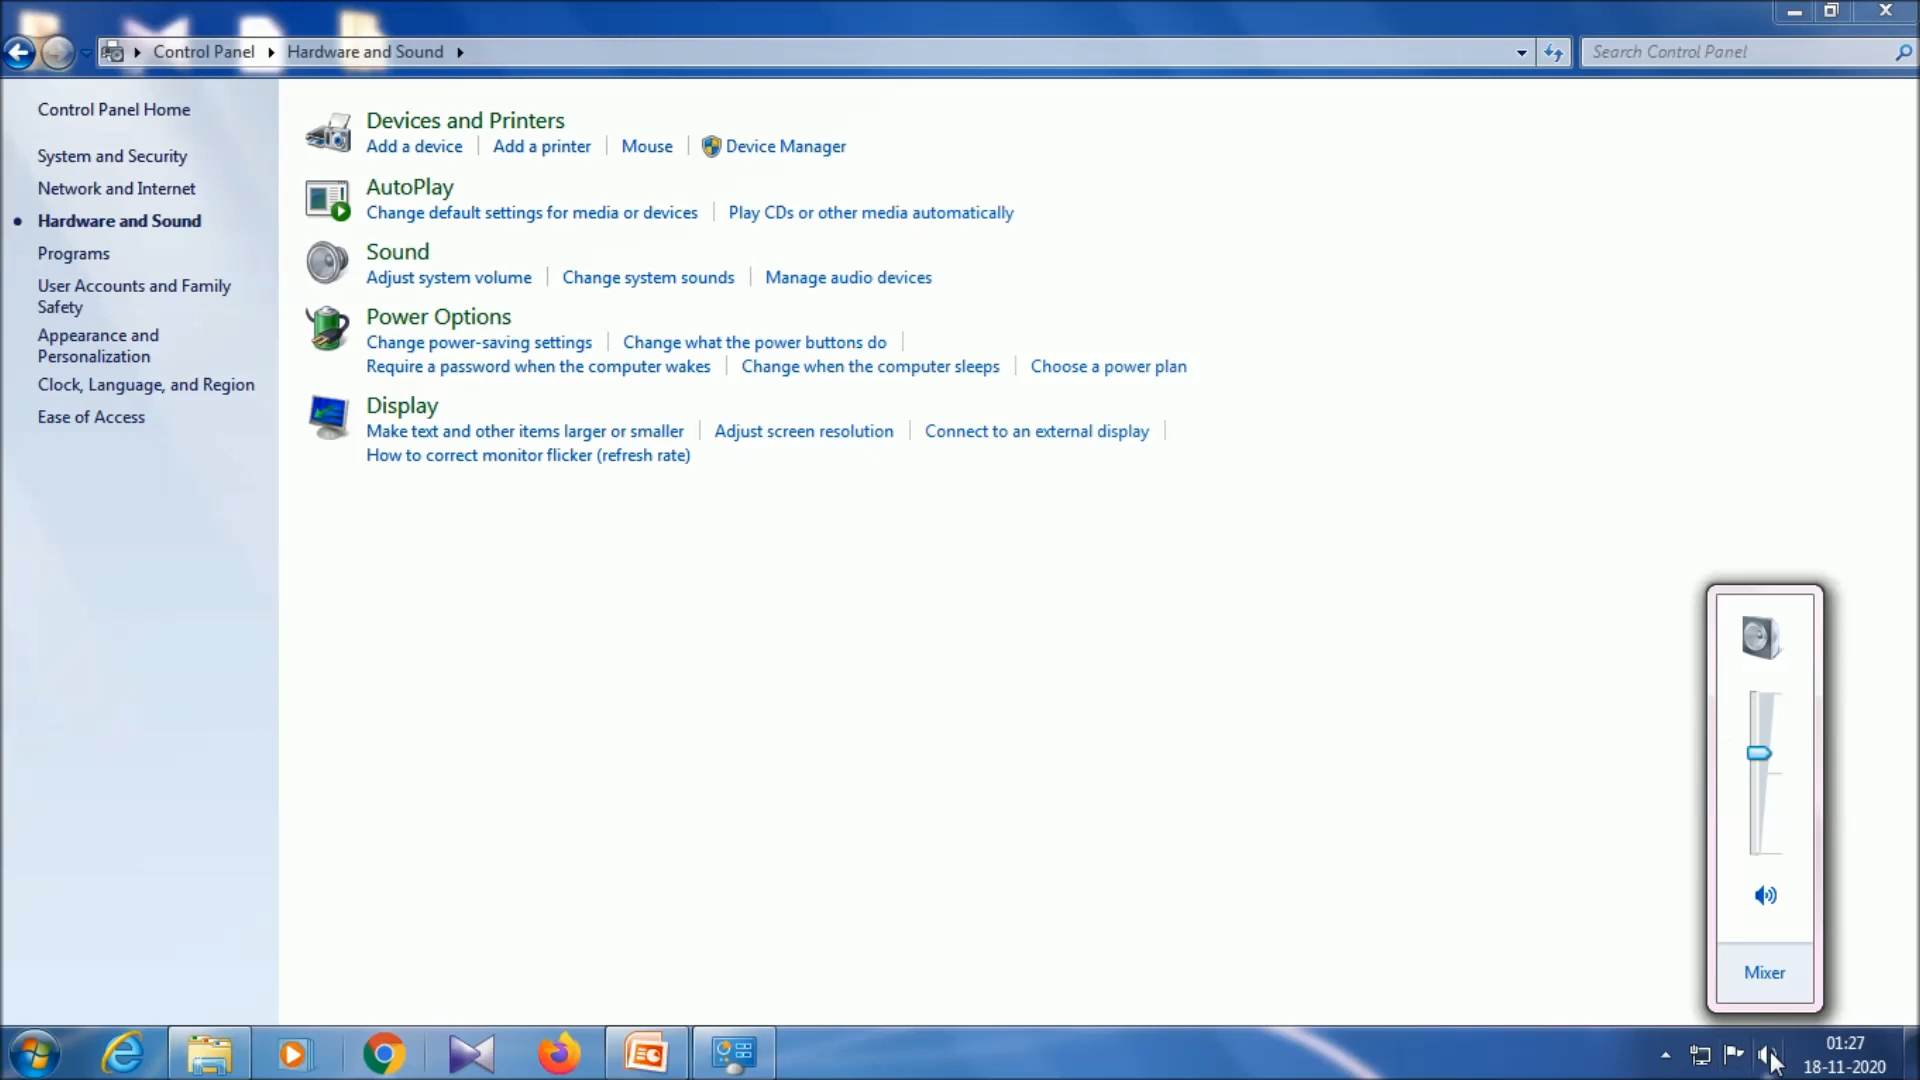 Control Panel Hardware and Sound
Search Control Panel
Control Panel Home
System and Security
Network and Internet
Hardware and Sound
Programs
User Accounts and Family
Safety
Appearance and
Personalization
Clock, Language, and Region
Ease of Access
Devices and Printers
Add a device Add a printer Mouse Device Manager
AutoPlay
Change default settings for media or devices Play CDs or other media automatically
Sound
Adjust system volume Change system sounds Manage audio devices
Power Options
Change power-saving settings Change what the power buttons do
Require a password when the computer wakes Change when the computer sleeps Choose a power plan
Display
Make text and other items larger or smaller Adjust screen resolution Connect to an external display
How to correct monitor flicker (refresh rate)
Mixer
01:27
18-11-2020